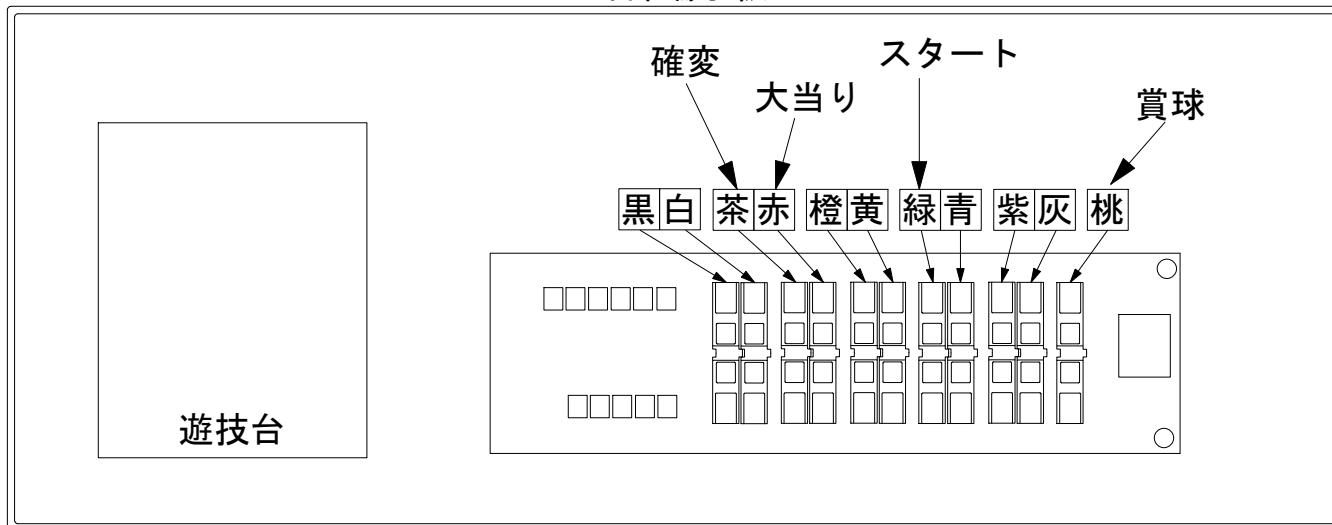 確変
大当り
スタート
賞球
黒 白 茶 赤 橙 黄 緑 青 紫 灰 桃
遊技台